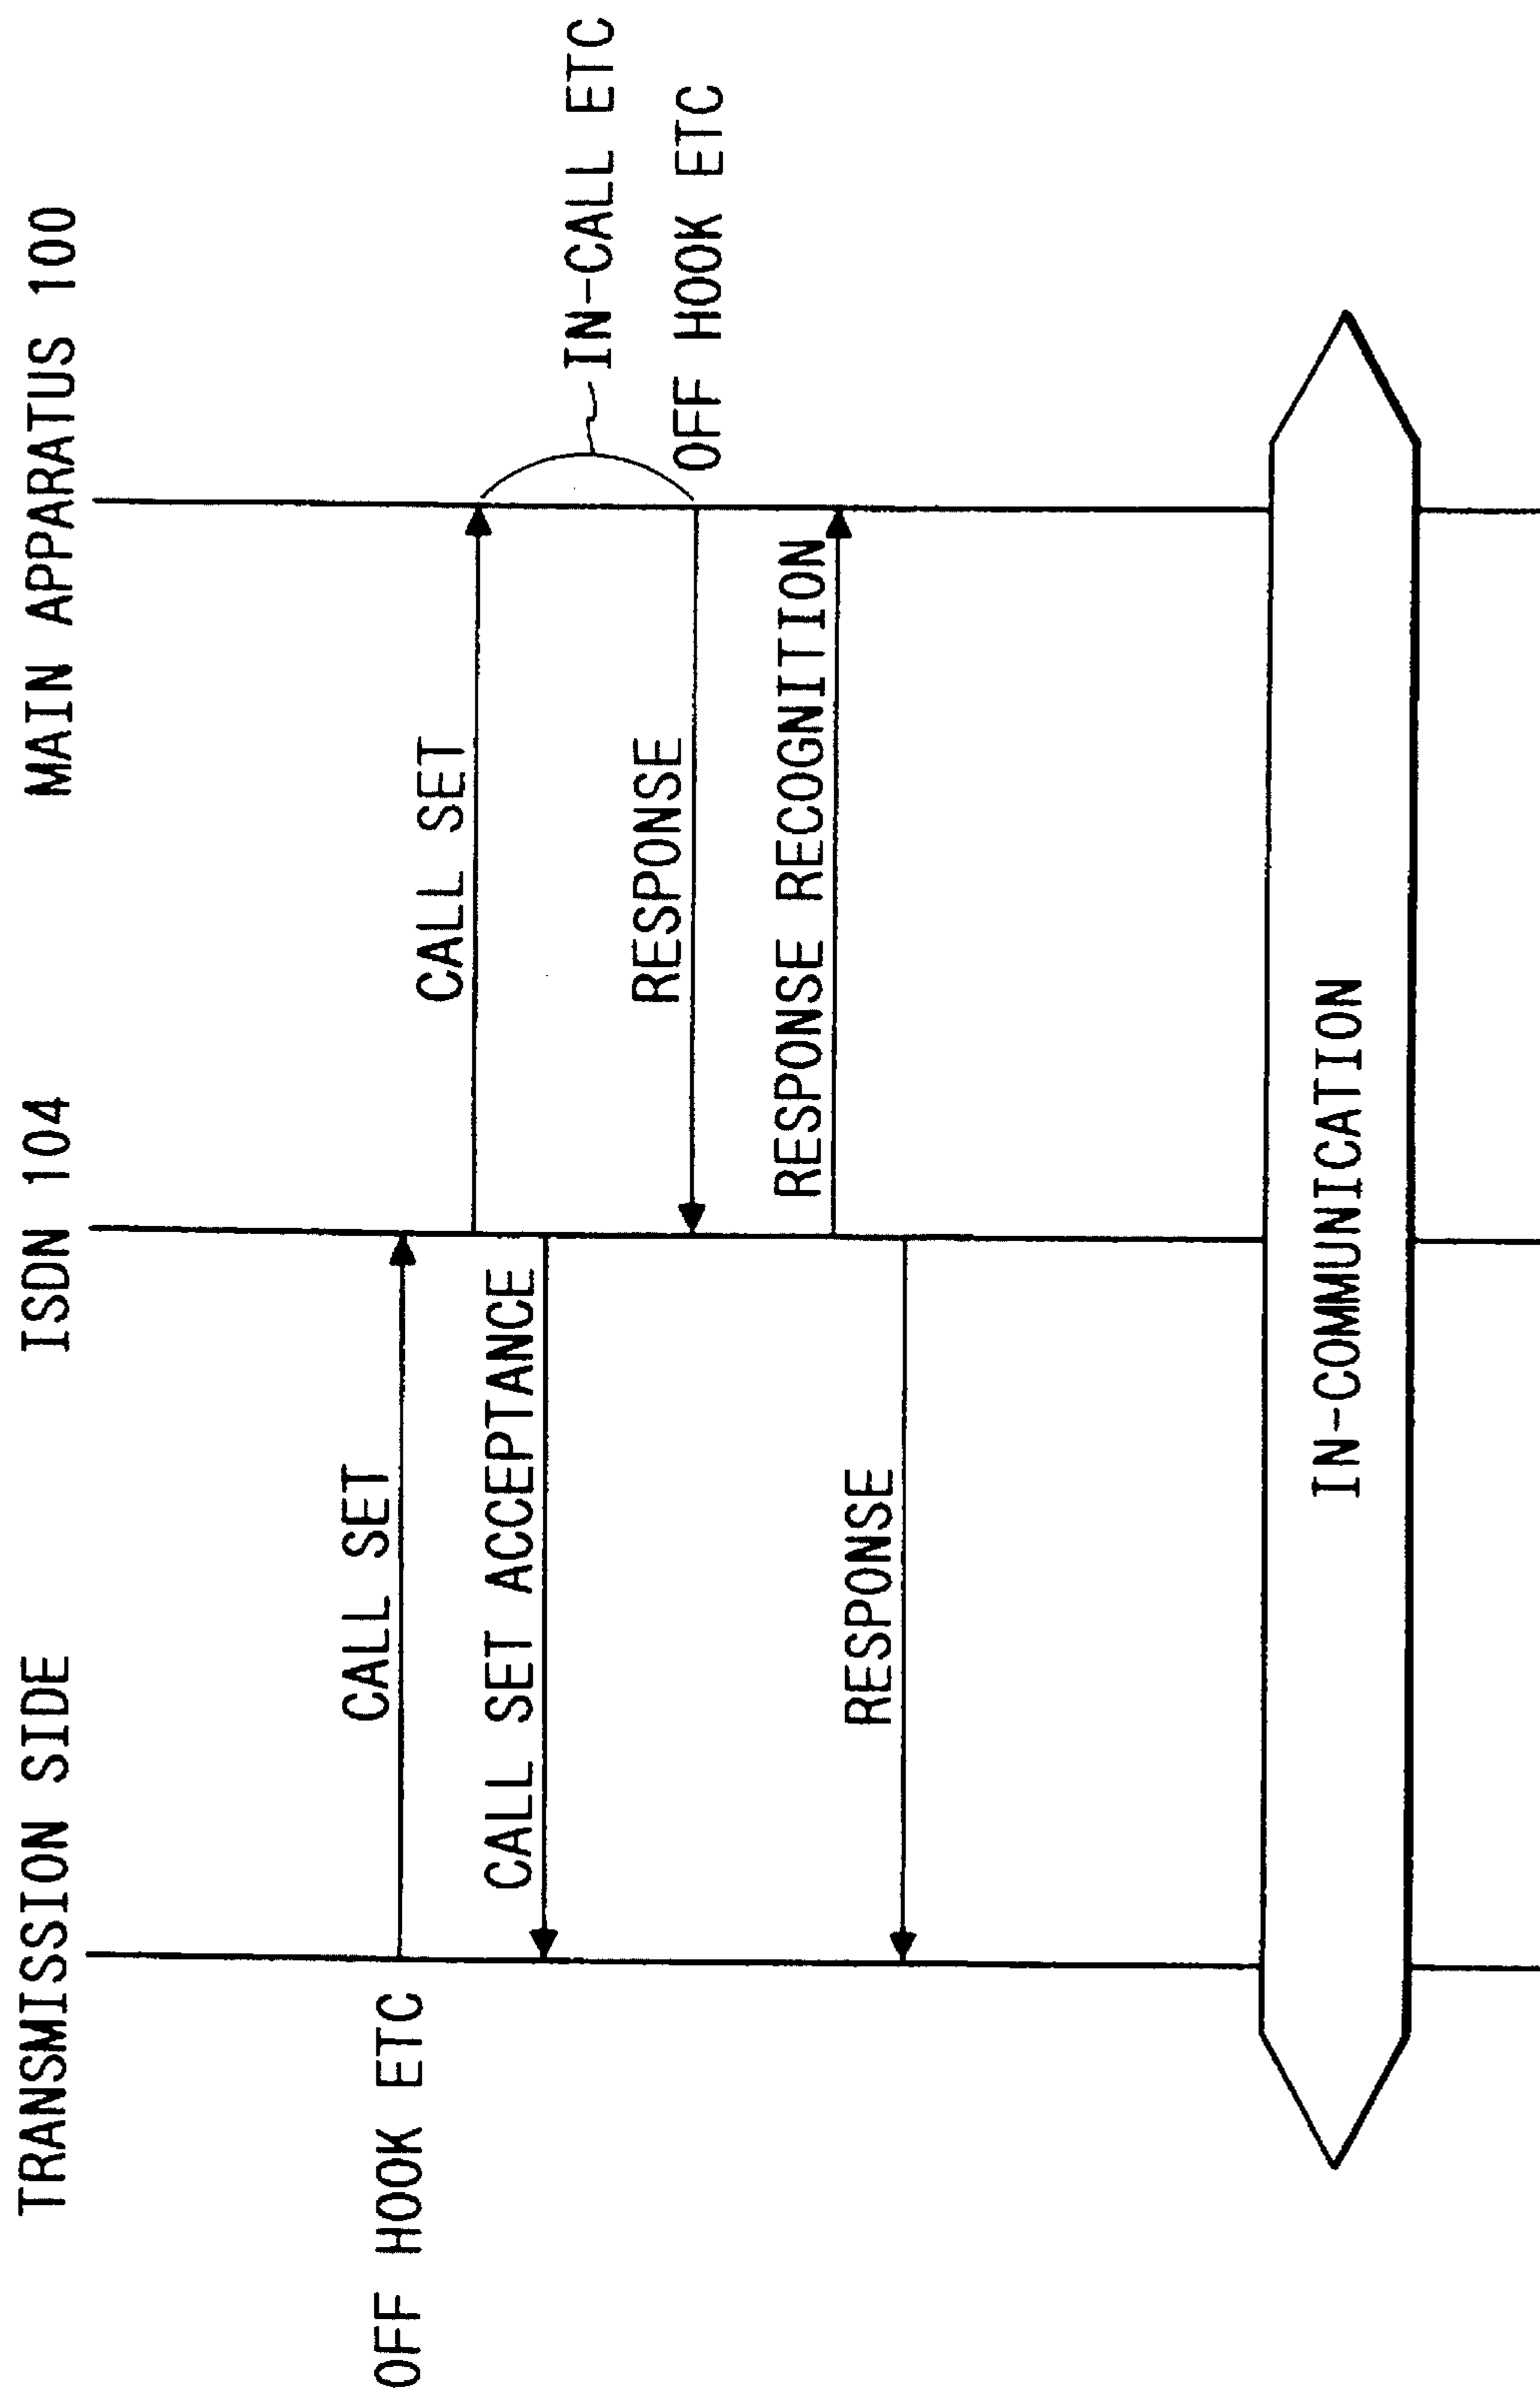 TRANSMISSION SIDE
ISDN 104
MAIN APPARATUS 100
OFF HOOK ETC
CALL SET
CALL SET
CALL SET ACCEPTANCE
IN-CALL ETC
RESPONSE
OFF HOOK ETC
RESPONSE RECOGNITION
RESPONSE
IN-COMMUNICATION